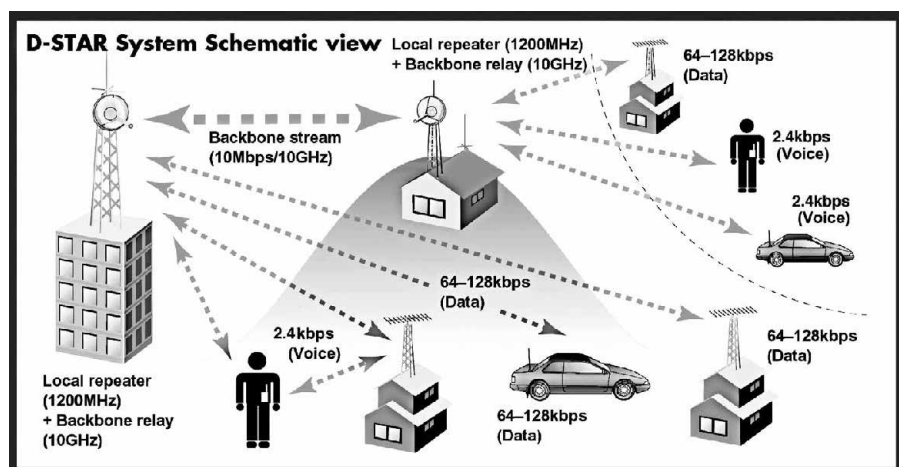 D-STAR System Schematic view
Local repeater (1200MHz)
+ Backbone relay (10GHz)
64–128kbps
(Data)
Backbone stream
(10Mbps/10GHz)
2.4kbps
(Voice)
2.4kbps
(Voice)
64–128kbps
(Data)
2.4kbps
(Voice)
64–128kbps
(Data)
Local repeater
(1200MHz)
+ Backbone relay
(10GHz)
64–128kbps
(Data)